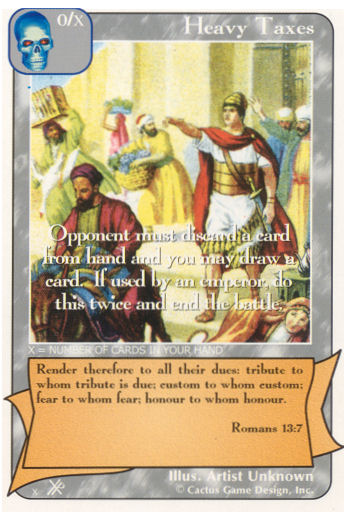 0/X
Heavy Taxes
Opponent must discard a card
from hand and you may draw a
card. If used by an emperor, do
this twice and end the battle.
X = NUMBER OF CARDS IN YOUR HAND
Render therefore to all their dues: tribute to
whom tribute is due; custom to whom custom;
fear to whom fear; honour to whom honour.
Romans 13:7
Illus. Artist Unknown
X
© Cactus Game Design, Inc.